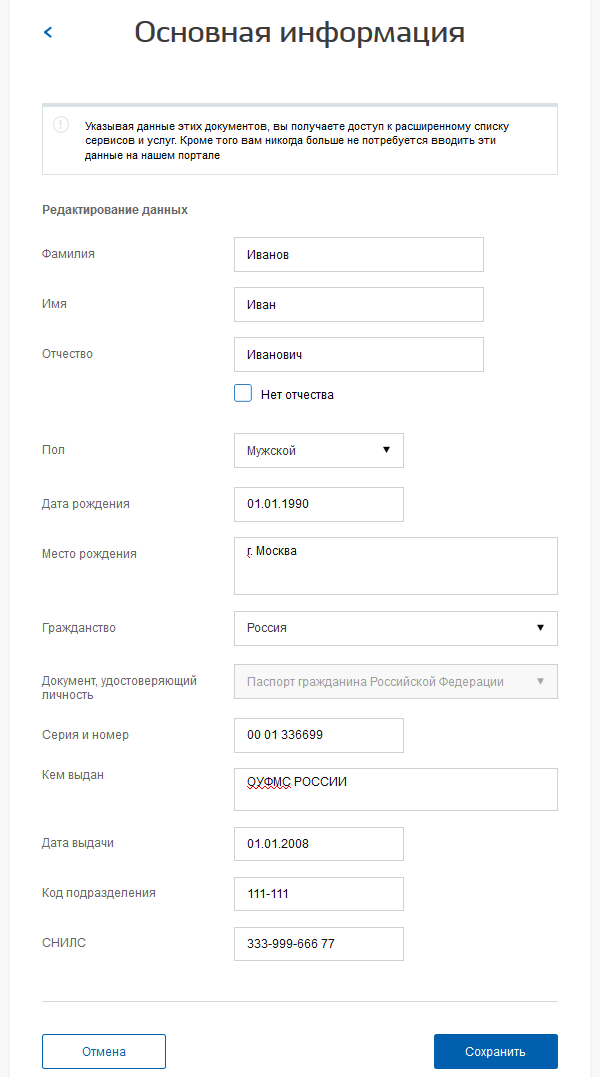 Основная информация
Указывая данные этих документов, вы получаете доступ к расширенному списку
сервисов и услуг. Кроме того вам никогда больше не потребуется вводить эти
данные на нашем портале
Редактирование данных
Фамилия
Иванов
Имя
Иван
Отчество
Иванович
Нет отчества
Пол
Мужской
Дата рождения
01.01.1990
Место рождения
г. Москва
Гражданство
Россия
Документ, удостоверяющий
личность
Паспорт гражданина Российской Федерации
Серия и номер
00 01 336699
Кем выдан
ОУФМС РОССИИ
Дата выдачи
01.01.2008
Код подразделения
111-111
СНИЛС
333-999-666 77
Отмена
Сохранить